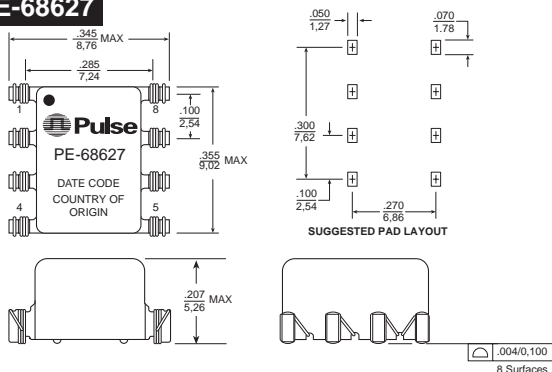 PE-68627
.345
8,76 MAX
.285
7,24
1
8
.100
2,54
Pulse
PE-68627
DATE CODE
COUNTRY OF
ORIGIN
.355
9,02 MAX
4
5
.050
1,27
.070
1.78
.300
7,62
.100
2,54
.270
6,86
SUGGESTED PAD LAYOUT
.207
5,26 MAX
.004/0,100
8 Surfaces